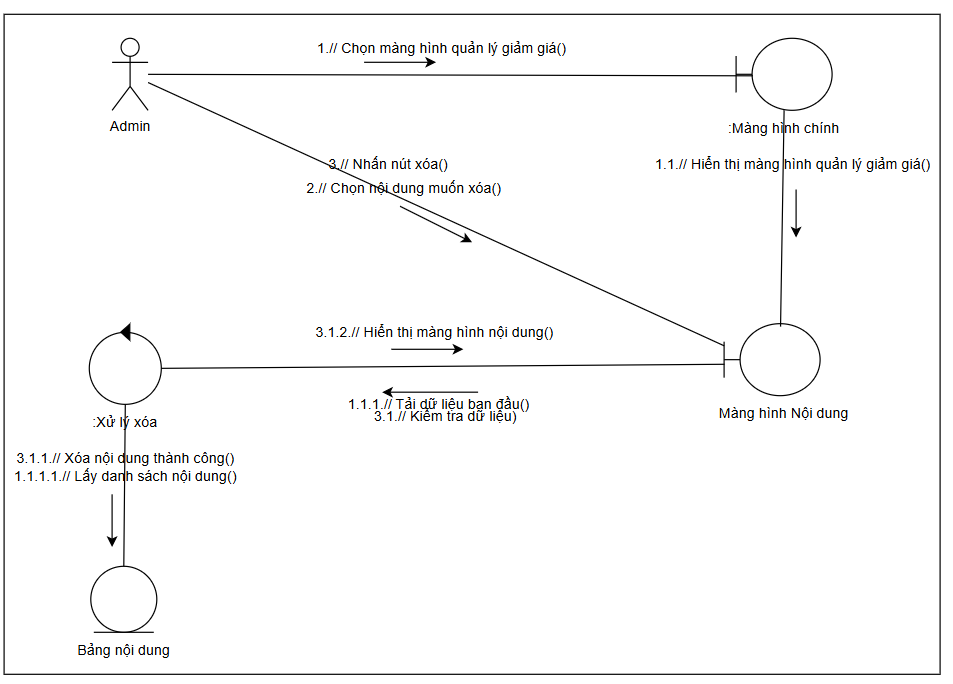 1.// Chọn màng hình quản lý giảm giá()
Admin
:Màng hình chính
3.// Nhấn nút xóa()
1.1.// Hiển thị màng hình quản lý giảm giá()
2.// Chọn nội dung muốn xóa()
3.1.2.// Hiển thị màng hình nội dung()
1.1.1.// Tải dữ liệu ban đầu()
3.1.// Kiểm tra dữ liệu)
Màng hình Nội dung
:Xử lý xóa
3.1.1.// Xóa nội dung thành công()
1.1.1.1.// Lấy danh sách nội dung()
Bảng nội dung